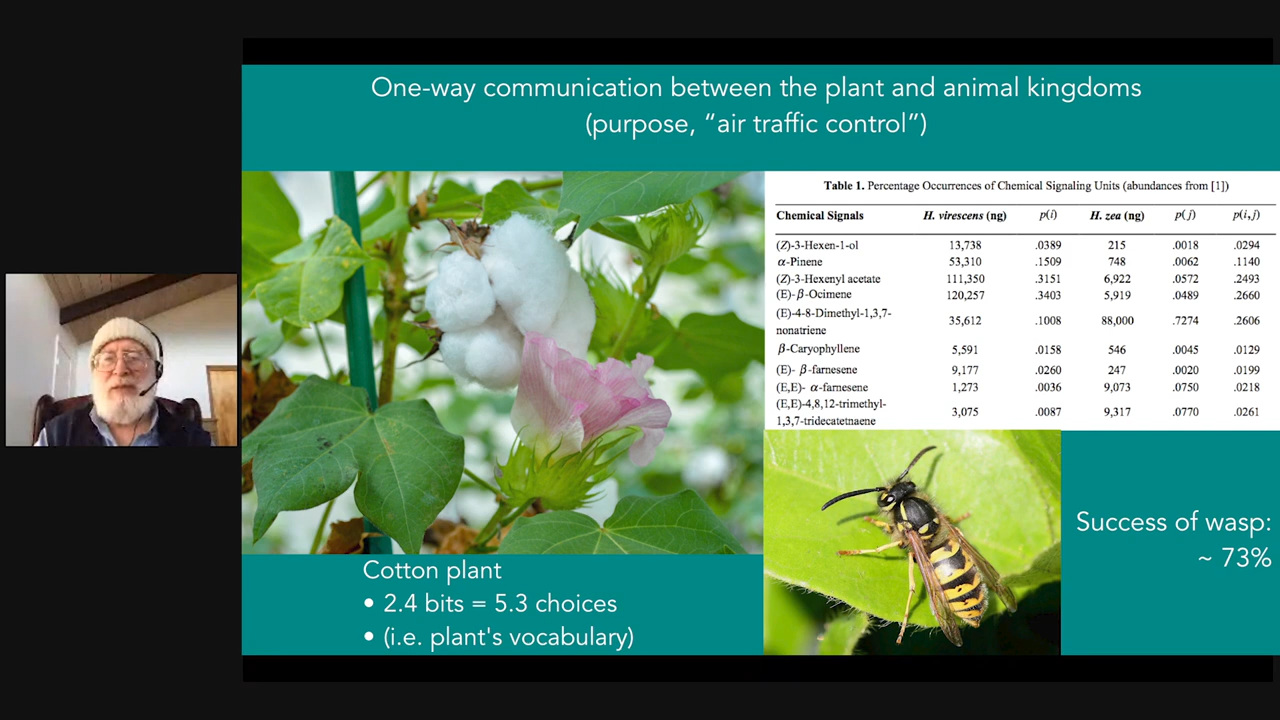 One-way communication between the plant and animal kingdoms
(purpose, “air traffic control”)
Table 1. Percentage Occurrences of Chemical Signaling Units (abundances from [1])
Chemical Signals H. virescens (ng) p(i) H. zea (ng) p(j) p(i,j)
(Z)-3-Hexen-1-ol 13,738 .0389 215 .0018 .0294
α-Pinene 53,310 .1509 748 .0062 .1140
(Z)-3-Hexenyl acetate 111,350 .3151 6,922 .0572 .2493
(E)-β-Ocimene 120,257 .3403 5,919 .0489 .2660
(E)-4-8-Dimethyl-1,3,7-
nonatriene 35,612 .1008 88,000 .7274 .2606
β-Caryophyllene 5,591 .0158 546 .0045 .0129
(E)- β-farnesene 9,177 .0260 247 .0020 .0199
(E,E)- α-farnesene 1,273 .0036 9,073 .0750 .0218
(E,E)-4,8,12-trimethyl-
1,3,7-tridecatetnaene 3,075 .0087 9,317 .0770 .0261
Success of wasp:
~ 73%
Cotton plant
• 2.4 bits = 5.3 choices
• (i.e. plant's vocabulary)